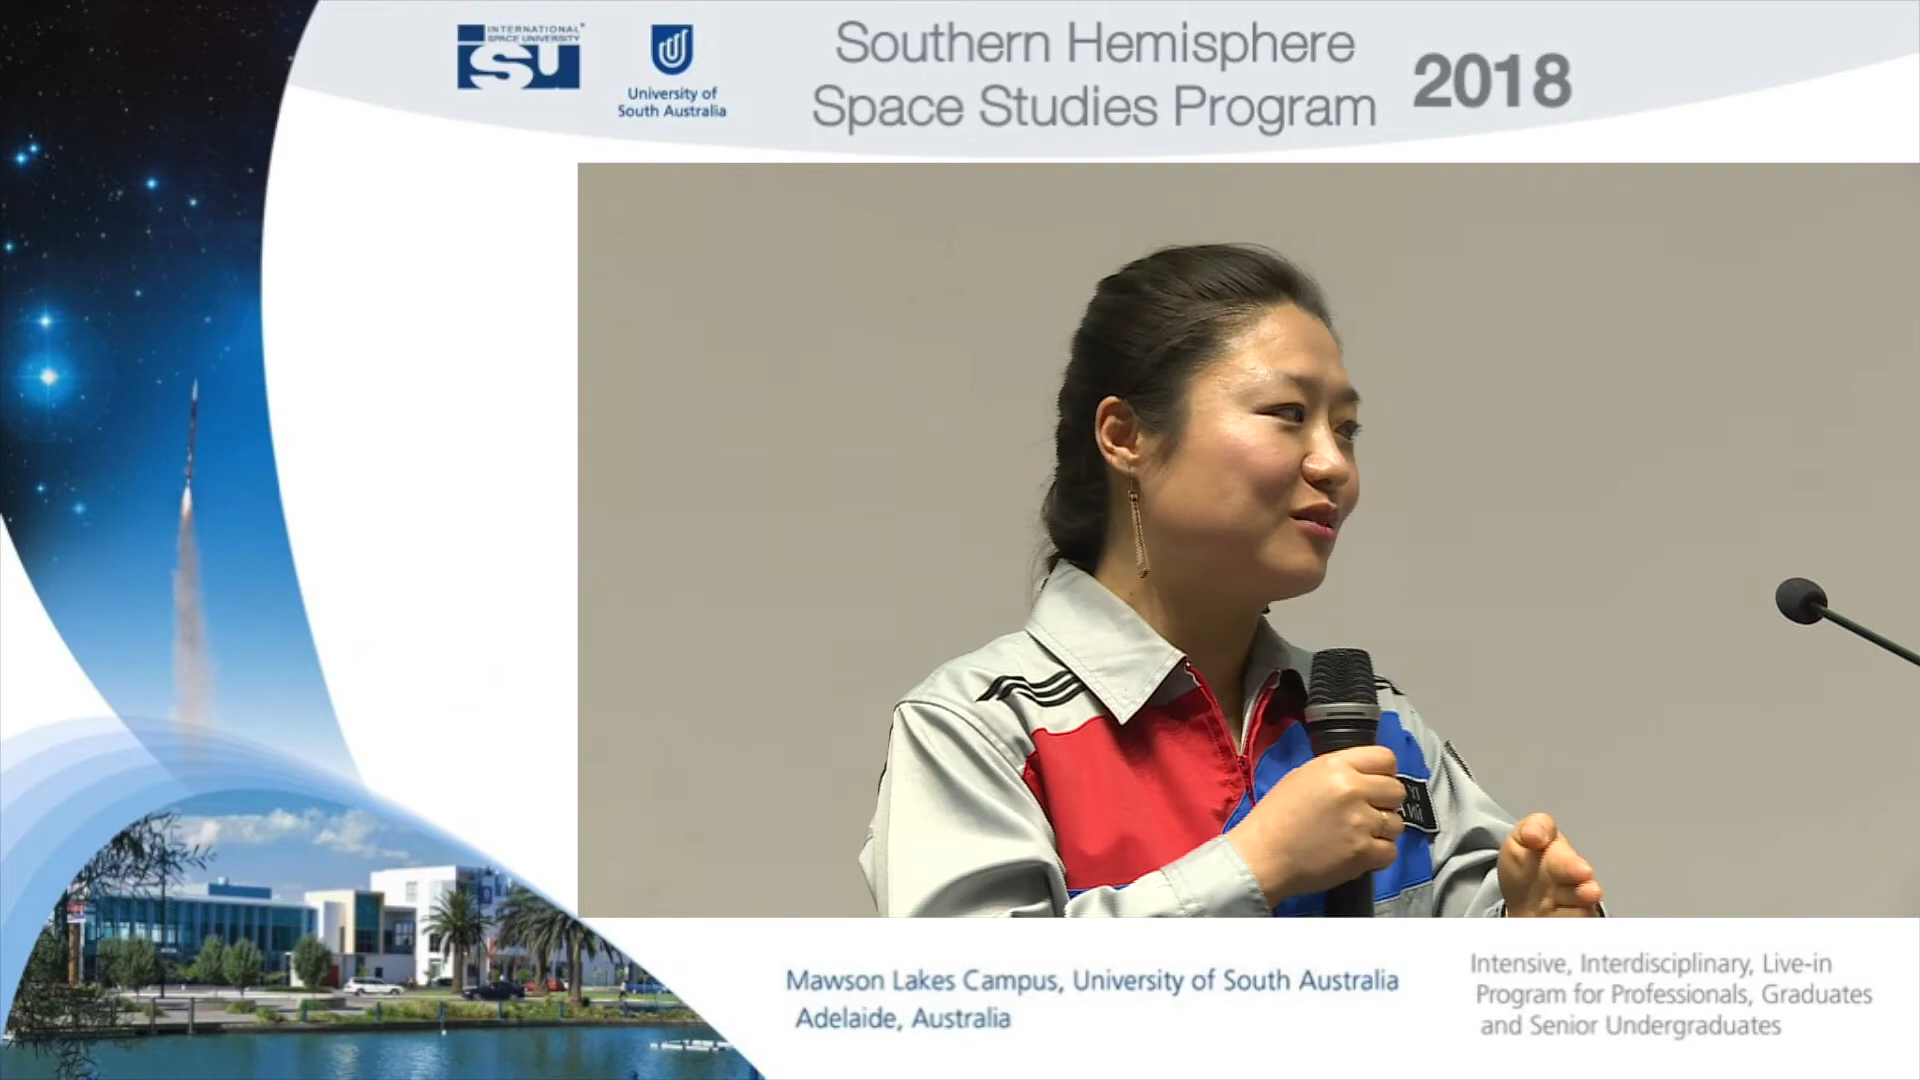 INTERNATIONAL
SPACE UNIVERSITY
ISU
University of
South Australia
Southern Hemisphere
Space Studies Program
2018
Mawson Lakes Campus, University of South Australia
Adelaide, Australia
Intensive, Interdisciplinary, Live-in
Program for Professionals, Graduates
and Senior Undergraduates